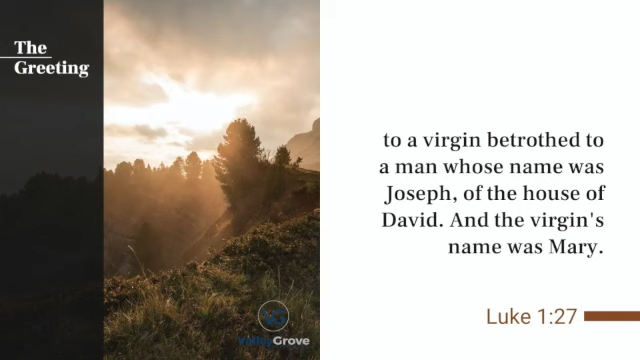 The
Greeting
to a virgin betrothed to
a man whose name was
Joseph, of the house of
David. And the virgin's
name was Mary.
Luke 1:27
ValleyGrove